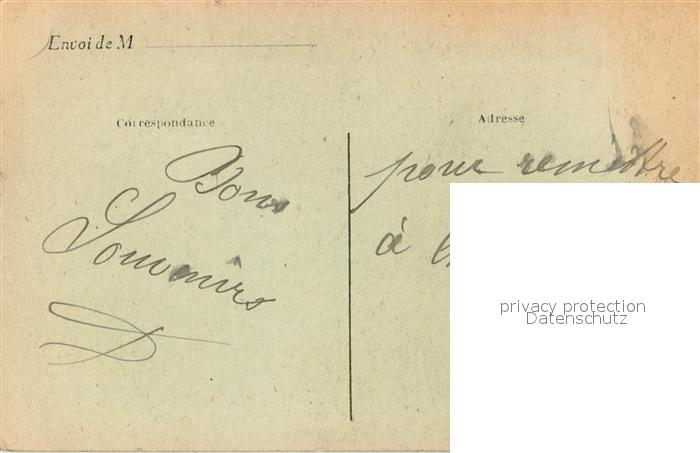 Envoi de M
Correspondance
Adresse
Bons
Souvenirs
pour remettre
à
privacy protection
Datenschutz